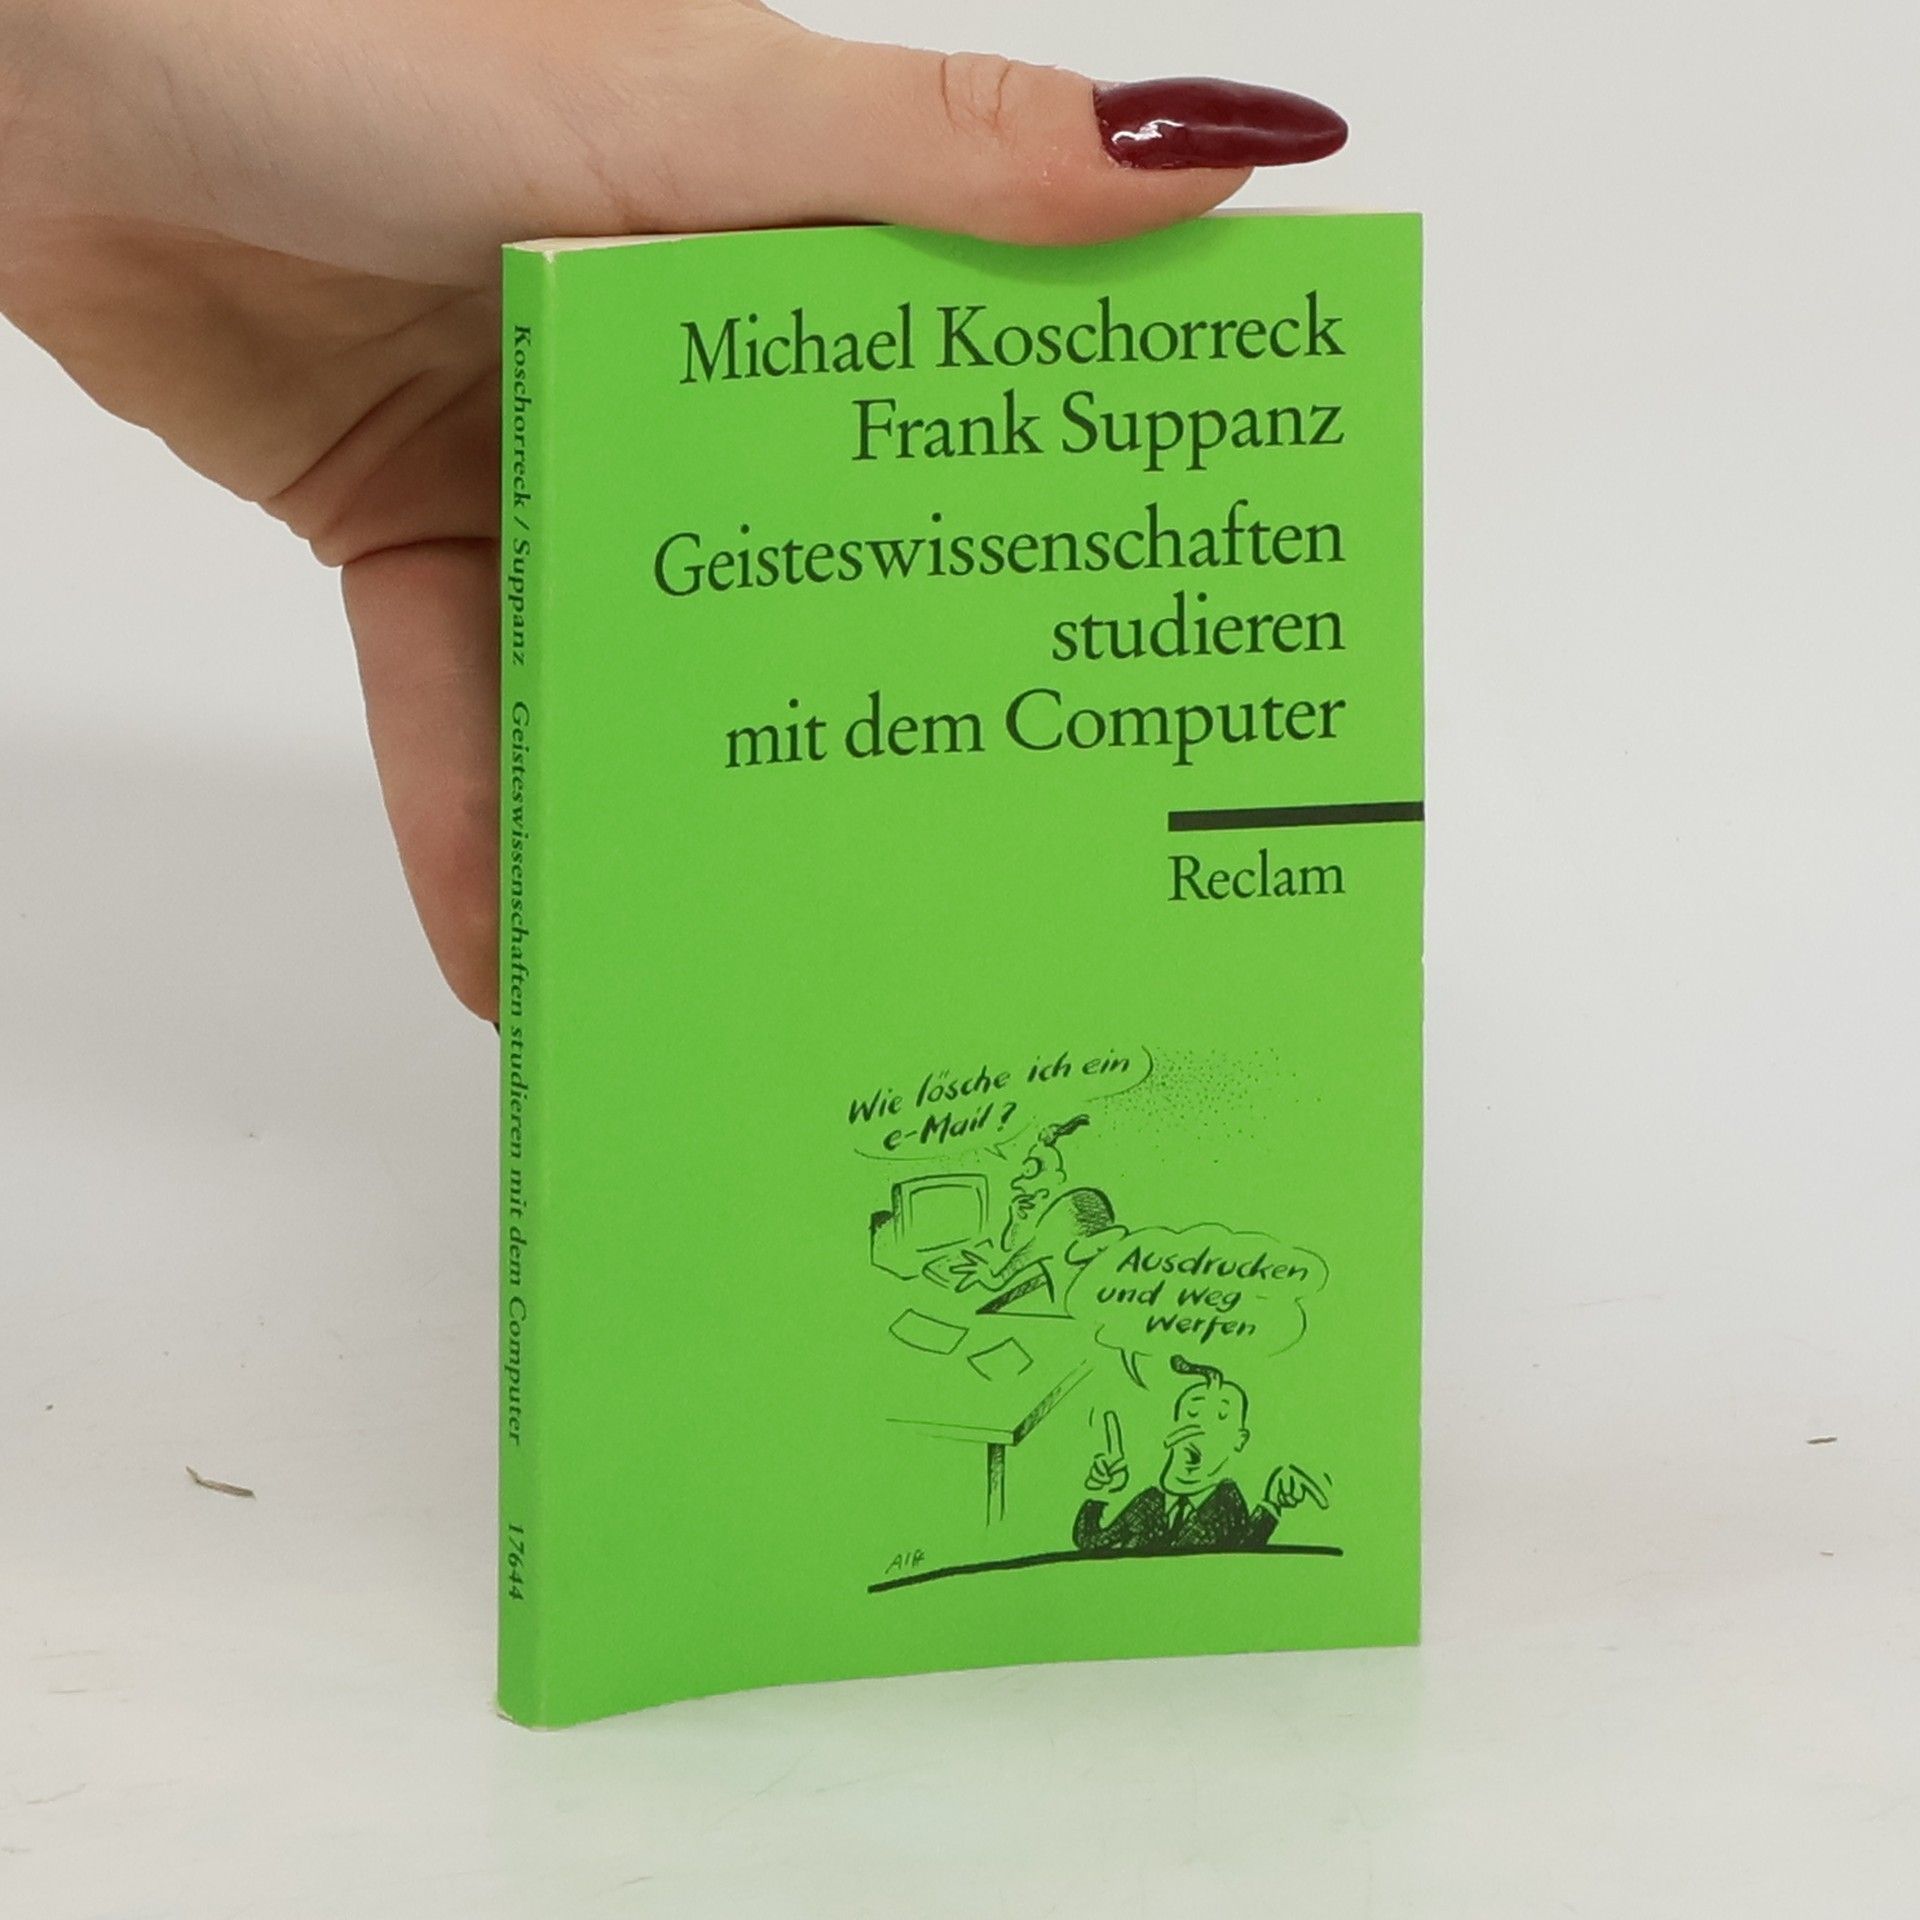 Michael Koschorreck
Frank Suppanz
Geisteswissenschaften
studieren
mit dem Computer
Reclam
Wie lösche ich ein
e-Mail?
Ausdrucken
und weg-
werfen
Alff
Koschorreck / Suppanz Geisteswissenschaften studieren mit dem Computer 17644